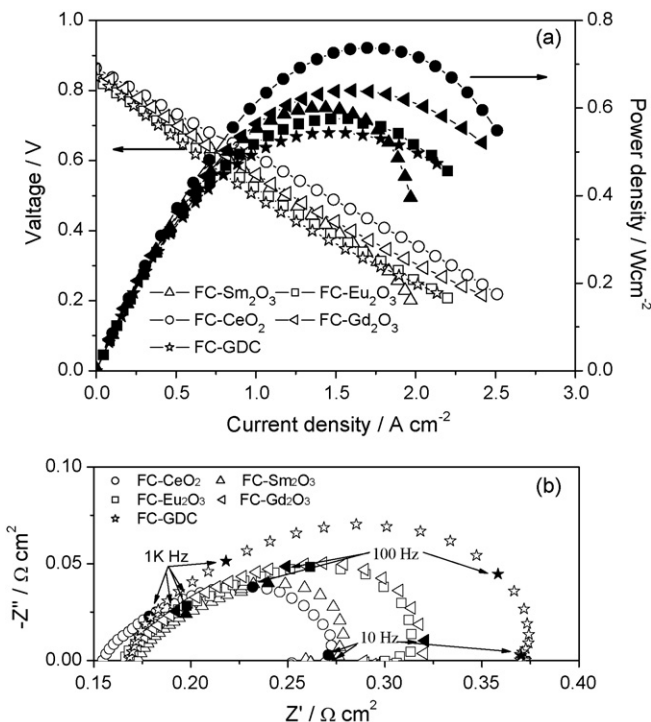 (a)
Valtage / V
1.0
0.8
0.6
0.4
0.2
0.0
Power density / Wcm-2
0.8
0.6
0.4
0.2
0.0
FC-Sm2O3 FC-Eu2O3
FC-CeO2 FC-Gd2O3
FC-GDC
0.0 0.5 1.0 1.5 2.0 2.5 3.0
Current density / A cm-2
(b)
-Z'' / Ω cm2
0.10
0.05
0.00
FC-CeO2 FC-Sm2O3
FC-Eu2O3 FC-Gd2O3
FC-GDC
1K Hz
100 Hz
10 Hz
0.15 0.20 0.25 0.30 0.35 0.40
Z' / Ω cm2